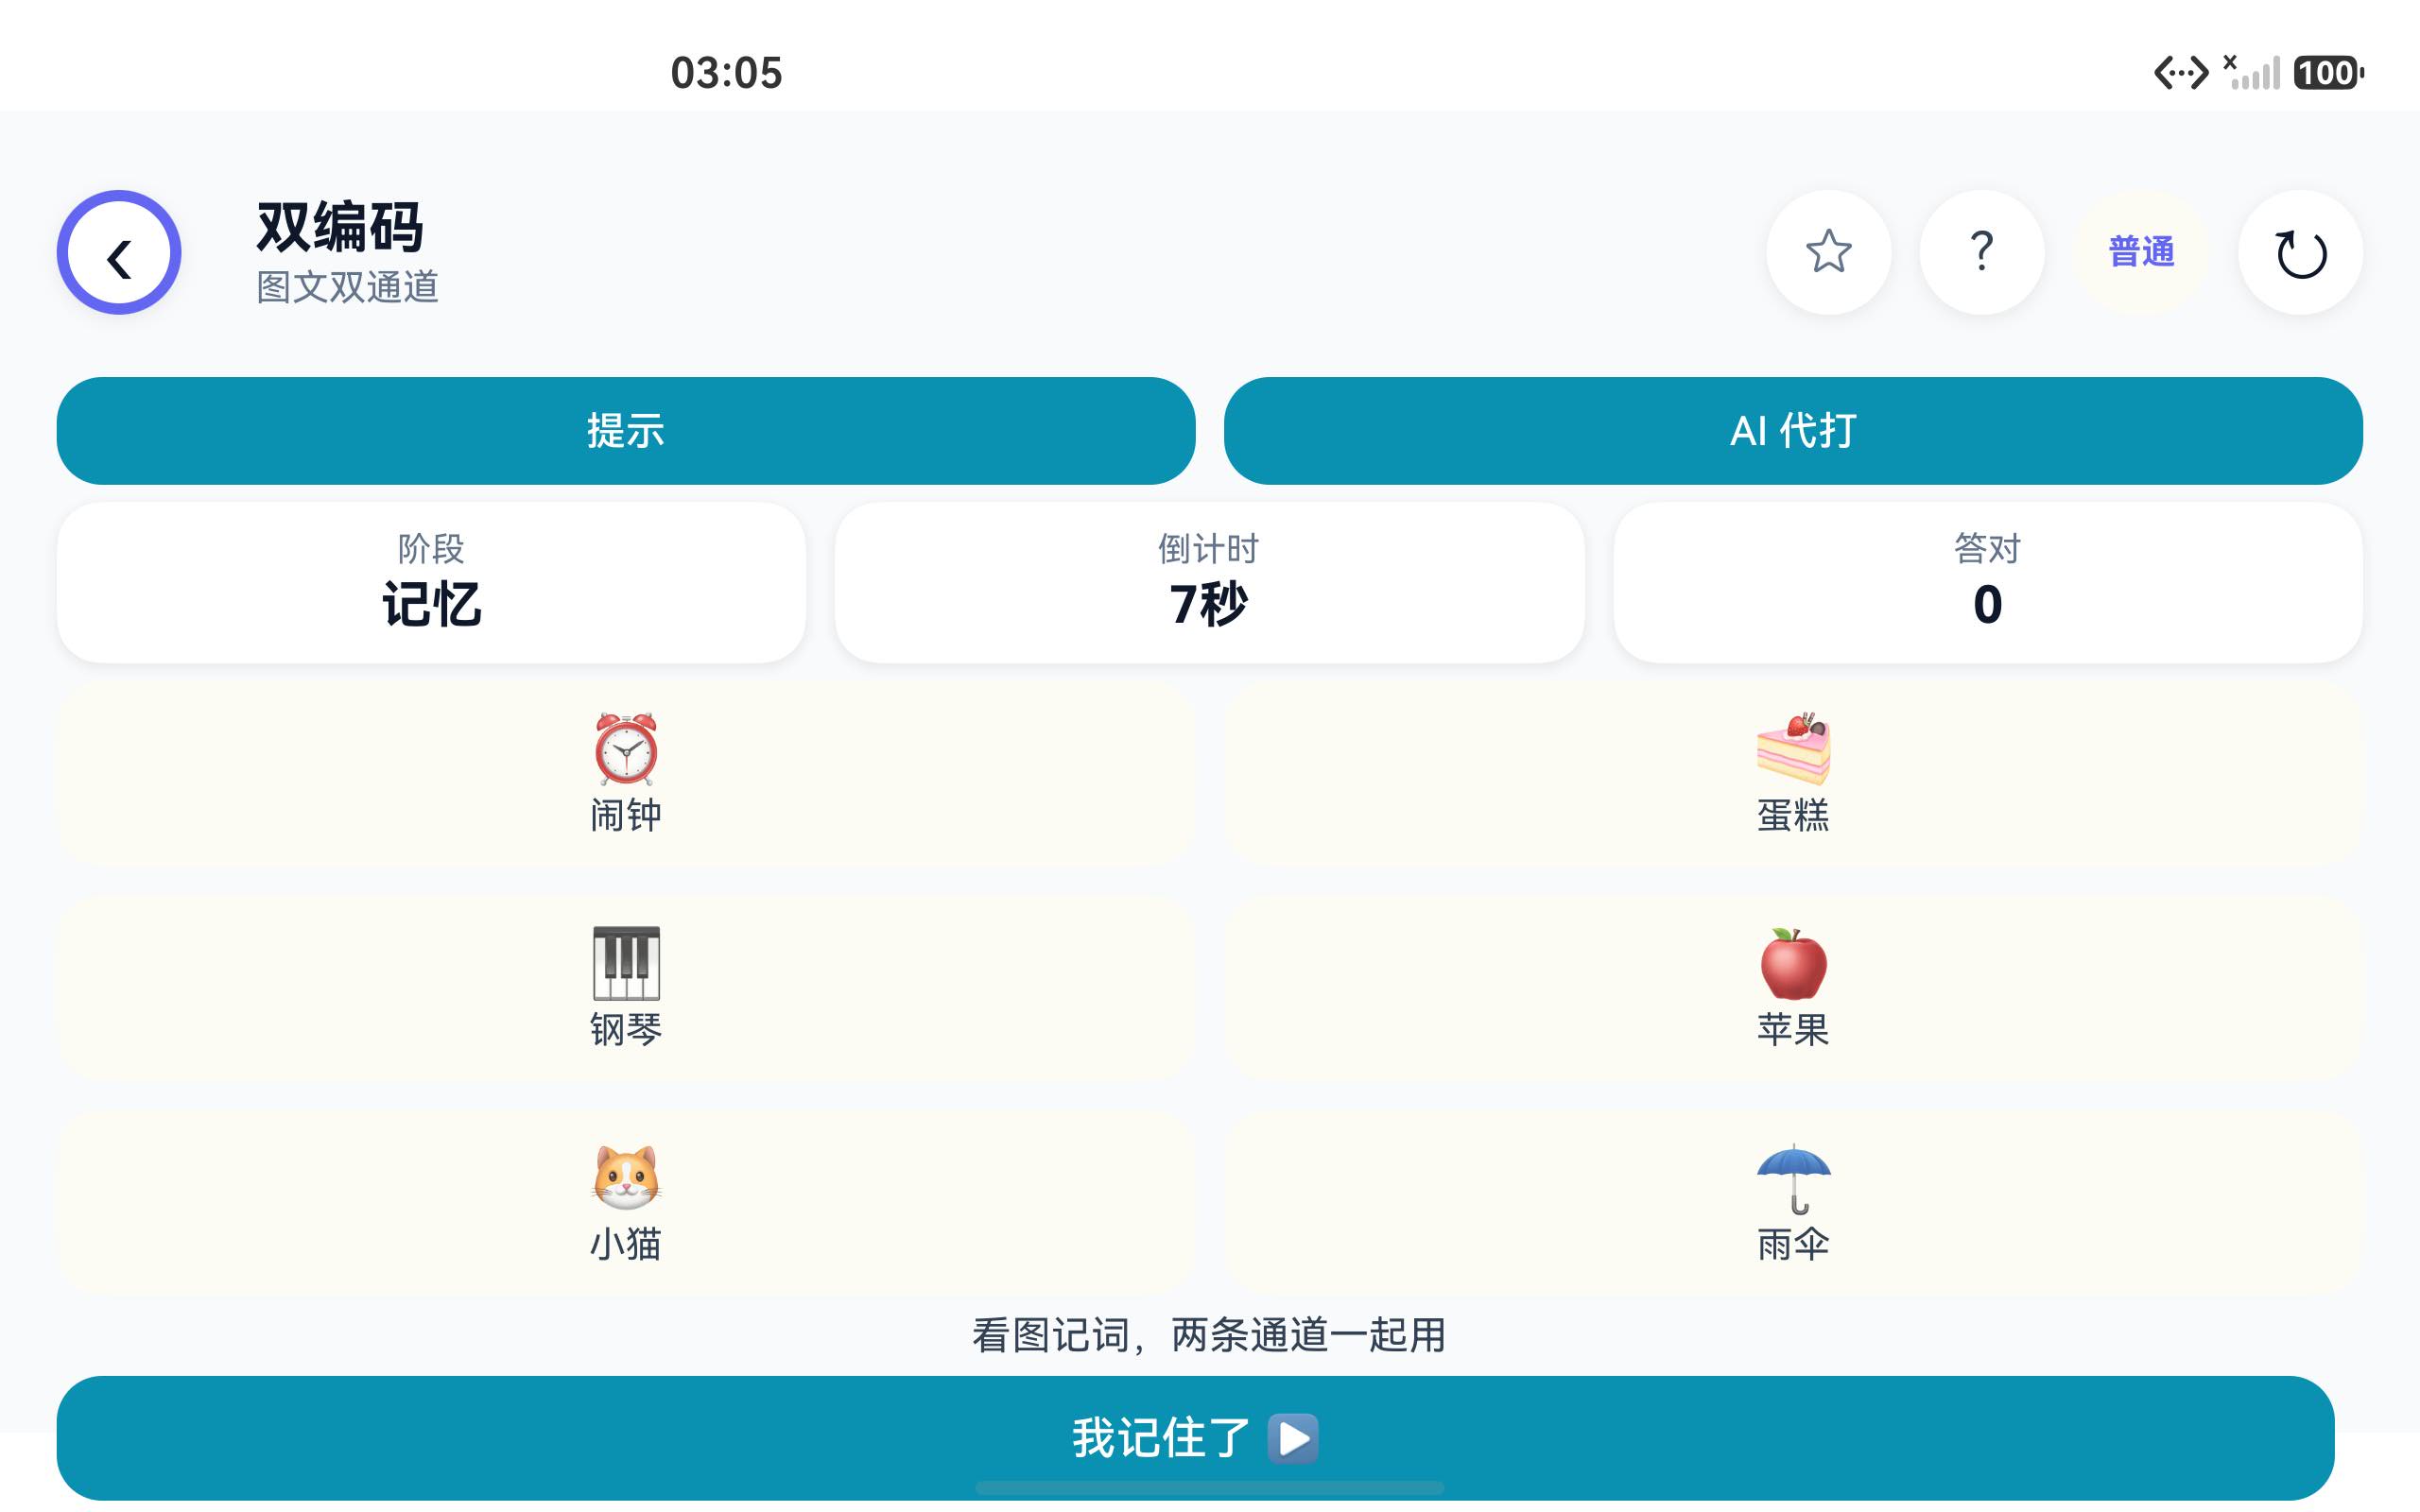 03:05
100
双编码
图文双通道
?
普通
提示
AI 代打
阶段
记忆
倒计时
7秒
答对
0
闹钟
蛋糕
钢琴
苹果
小猫
雨伞
看图记词，两条通道一起用
我记住了